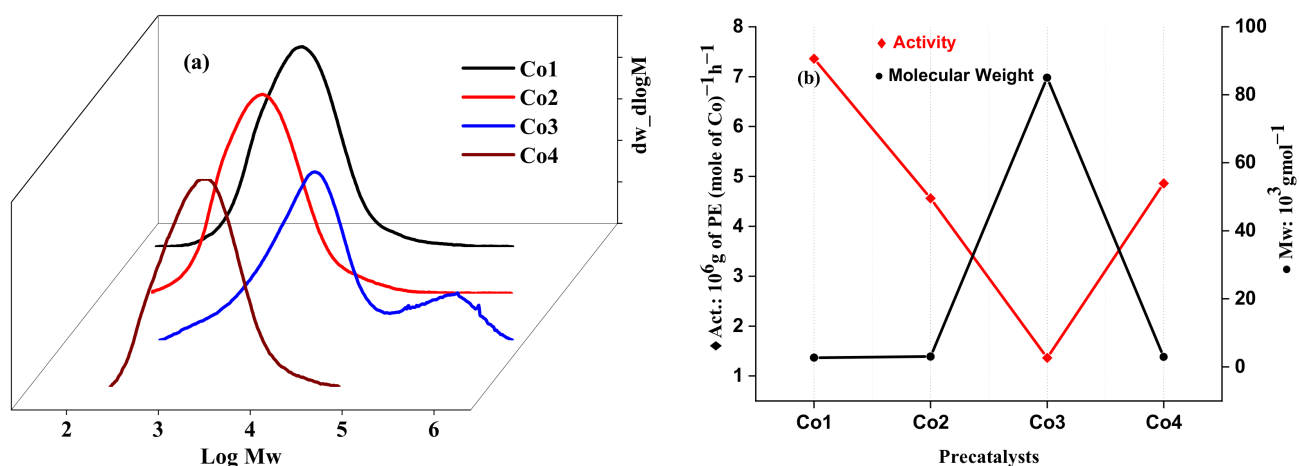 (a)
Co1
Co2
Co3
Co4
dw_dlogM
2 3 4 5 6
Log Mw
8
7
6
5
4
3
2
1
◆ Act.: 10⁶g of PE (mole of Co)⁻¹h⁻¹
Activity
(b)
Molecular Weight
100
80
60
40
20
0
● Mw: 10³gmol⁻¹
Co1 Co2 Co3 Co4
Precatalysts